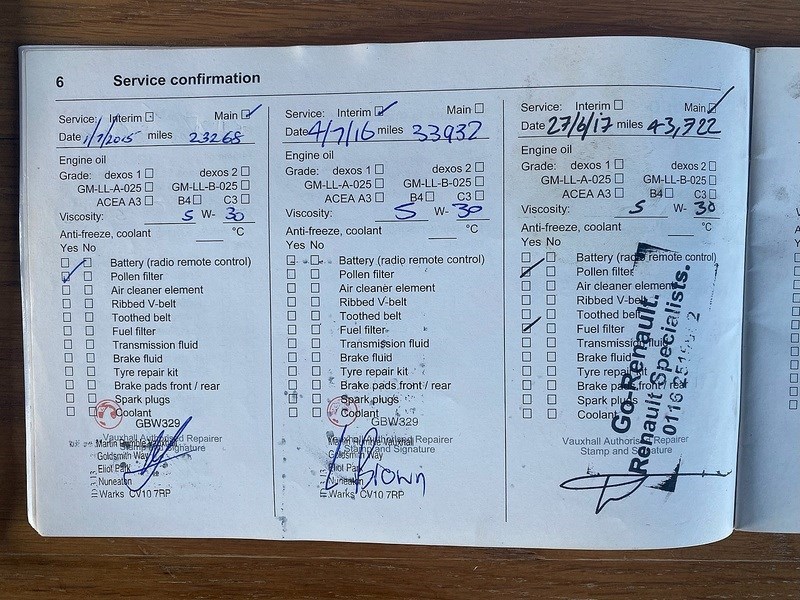 6 Service confirmation
Service: Interim Main
Date 1/7/2015 miles 23268
Engine oil
Grade: dexos 1 dexos 2
GM-LL-A-025 GM-LL-B-025
ACEA A3 B4 C3
Viscosity: 5 W- 30
Anti-freeze, coolant °C
Yes No
Battery (radio remote control)
Pollen filter
Air cleaner element
Ribbed V-belt
Toothed belt
Fuel filter
Transmission fluid
Brake fluid
Tyre repair kit
Brake pads front / rear
Spark plugs
Coolant
GBW329
Vauxhall Authorised Repairer
Stamp and Signature
Goldsmith Way
Eliot Park
Nuneaton
Warks CV10 7RP
Service: Interim Main
Date 4/7/16 miles 33932
Engine oil
Grade: dexos 1 dexos 2
GM-LL-A-025 GM-LL-B-025
ACEA A3 B4 C3
Viscosity: 5 W- 30
Anti-freeze, coolant °C
Yes No
Battery (radio remote control)
Pollen filter
Air cleaner element
Ribbed V-belt
Toothed belt
Fuel filter
Transmission fluid
Brake fluid
Tyre repair kit
Brake pads front / rear
Spark plugs
Coolant
GBW329
Vauxhall Authorised Repairer
Stamp and Signature
Goldsmith Way
Eliot Park
Nuneaton
Warks CV10 7RP
Brown
Service: Interim Main
Date 27/6/17 miles 43,722
Engine oil
Grade: dexos 1 dexos 2
GM-LL-A-025 GM-LL-B-025
ACEA A3 B4 C3
Viscosity: 5 W- 30
Anti-freeze, coolant °C
Yes No
Battery (radio remote control)
Pollen filter
Air cleaner element
Ribbed V-belt
Toothed belt
Fuel filter
Transmission fluid
Brake fluid
Tyre repair kit
Brake pads front / rear
Spark plugs
Coolant
Vauxhall Authorised Repairer
Stamp and Signature
Go-Renault.
Renault Specialists.
0116